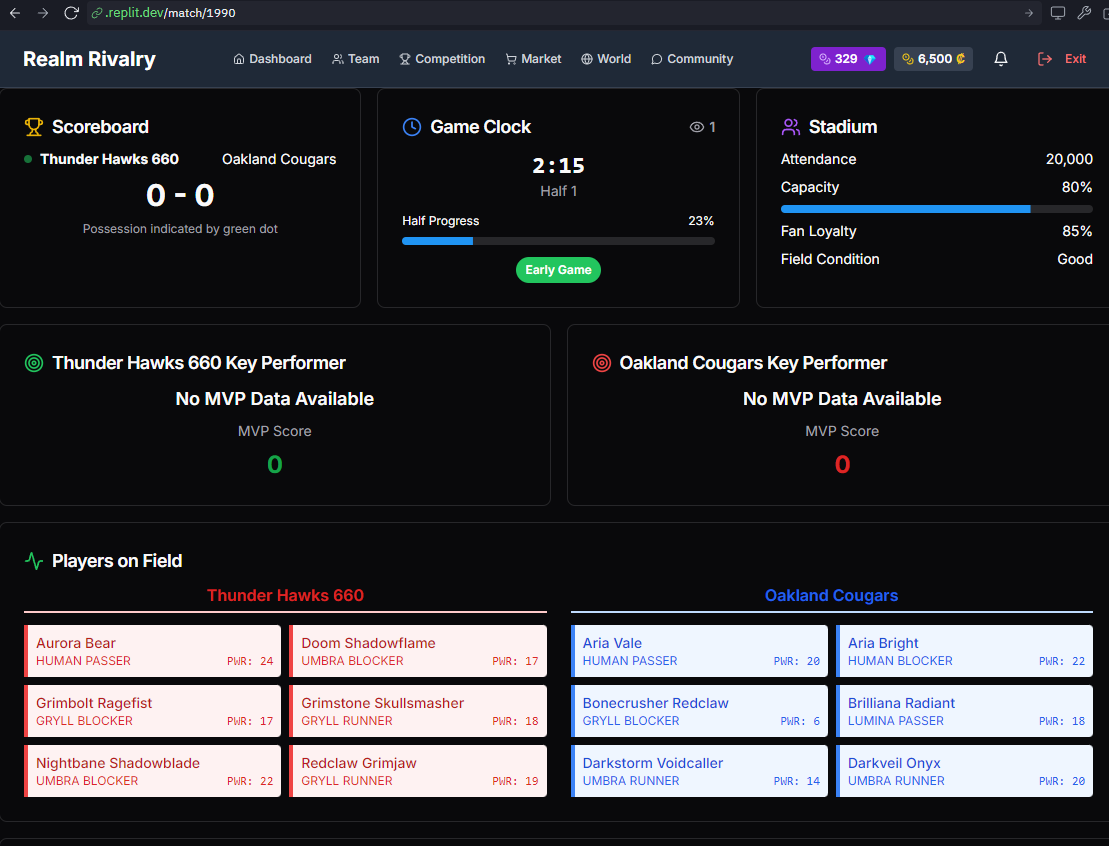 .replit.dev/match/1990
Realm Rivalry
Dashboard
Team
Competition
Market
World
Community
329
6,500 ₡
Exit
Scoreboard
Thunder Hawks 660
Oakland Cougars
0 - 0
Possession indicated by green dot
Game Clock
1
2:15
Half 1
Half Progress
23%
Early Game
Stadium
Attendance
20,000
Capacity
80%
Fan Loyalty
85%
Field Condition
Good
Thunder Hawks 660 Key Performer
No MVP Data Available
MVP Score
0
Oakland Cougars Key Performer
No MVP Data Available
MVP Score
0
Players on Field
Thunder Hawks 660
Aurora Bear
HUMAN PASSER
PWR: 24
Doom Shadowflame
UMBRA BLOCKER
PWR: 17
Grimbolt Ragefist
GRYLL BLOCKER
PWR: 17
Grimstone Skullsmasher
GRYLL RUNNER
PWR: 18
Nightbane Shadowblade
UMBRA BLOCKER
PWR: 22
Redclaw Grimjaw
GRYLL RUNNER
PWR: 19
Oakland Cougars
Aria Vale
HUMAN PASSER
PWR: 20
Aria Bright
HUMAN BLOCKER
PWR: 22
Bonecrusher Redclaw
GRYLL BLOCKER
PWR: 6
Brilliana Radiant
LUMINA PASSER
PWR: 18
Darkstorm Voidcaller
UMBRA RUNNER
PWR: 14
Darkveil Onyx
UMBRA RUNNER
PWR: 20